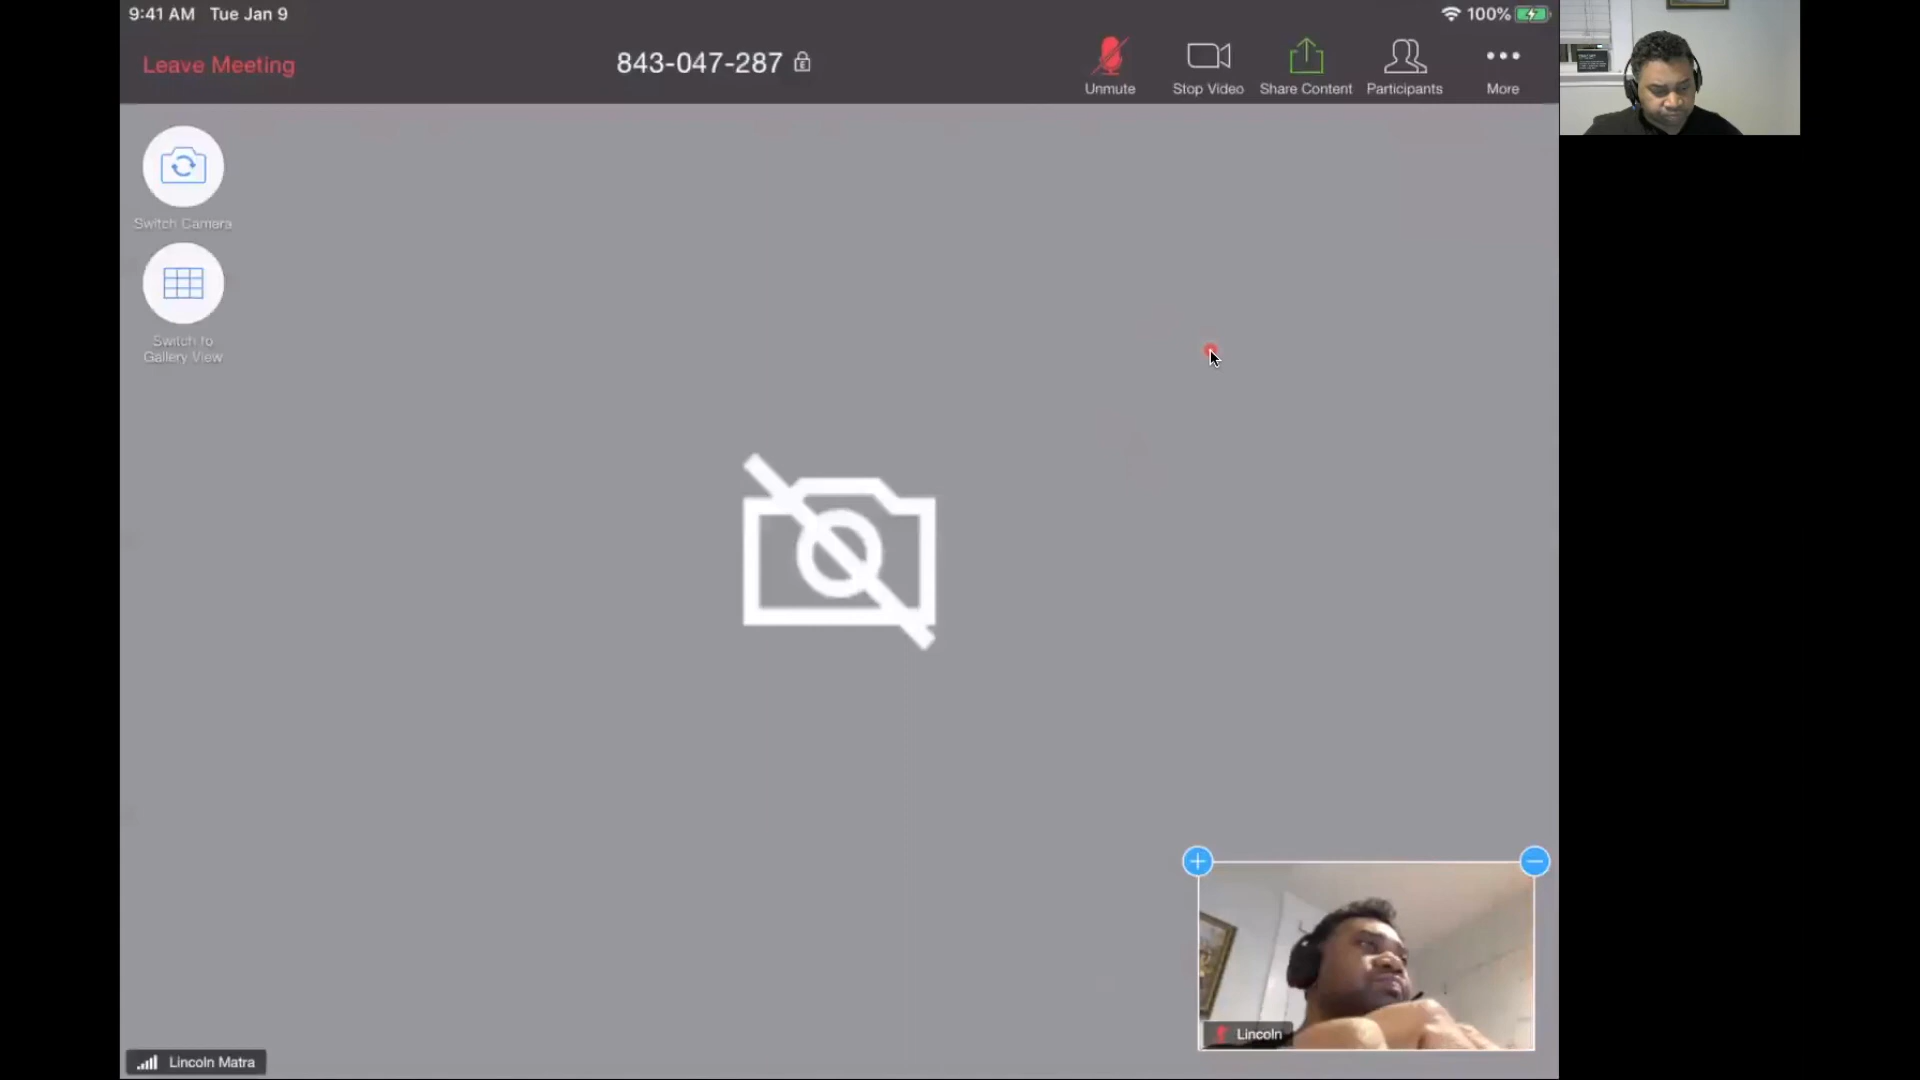 9:41 AM Tue Jan 9
100%
Leave Meeting
843-047-287
Unmute
Stop Video
Share Content
Participants
More
Switch Camera
Switch to
Gallery View
Lincoln
Lincoln Matra